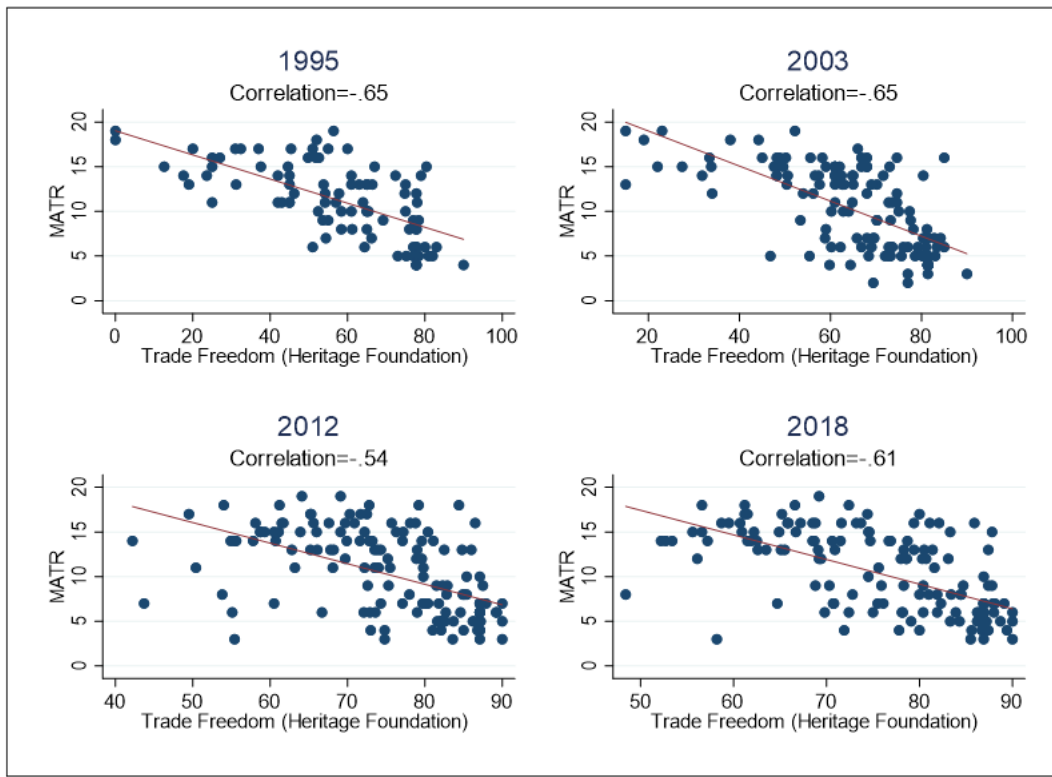 1995
Correlation=-.65
20
15
10
5
0
MATR
0 20 40 60 80 100
Trade Freedom (Heritage Foundation)
2003
Correlation=-.65
20
15
10
5
0
MATR
20 40 60 80 100
Trade Freedom (Heritage Foundation)
2012
Correlation=-.54
20
15
10
5
0
MATR
40 50 60 70 80 90
Trade Freedom (Heritage Foundation)
2018
Correlation=-.61
20
15
10
5
0
MATR
50 60 70 80 90
Trade Freedom (Heritage Foundation)